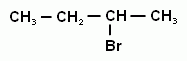 CH₃ — CH₂ — CH — CH₃
Br